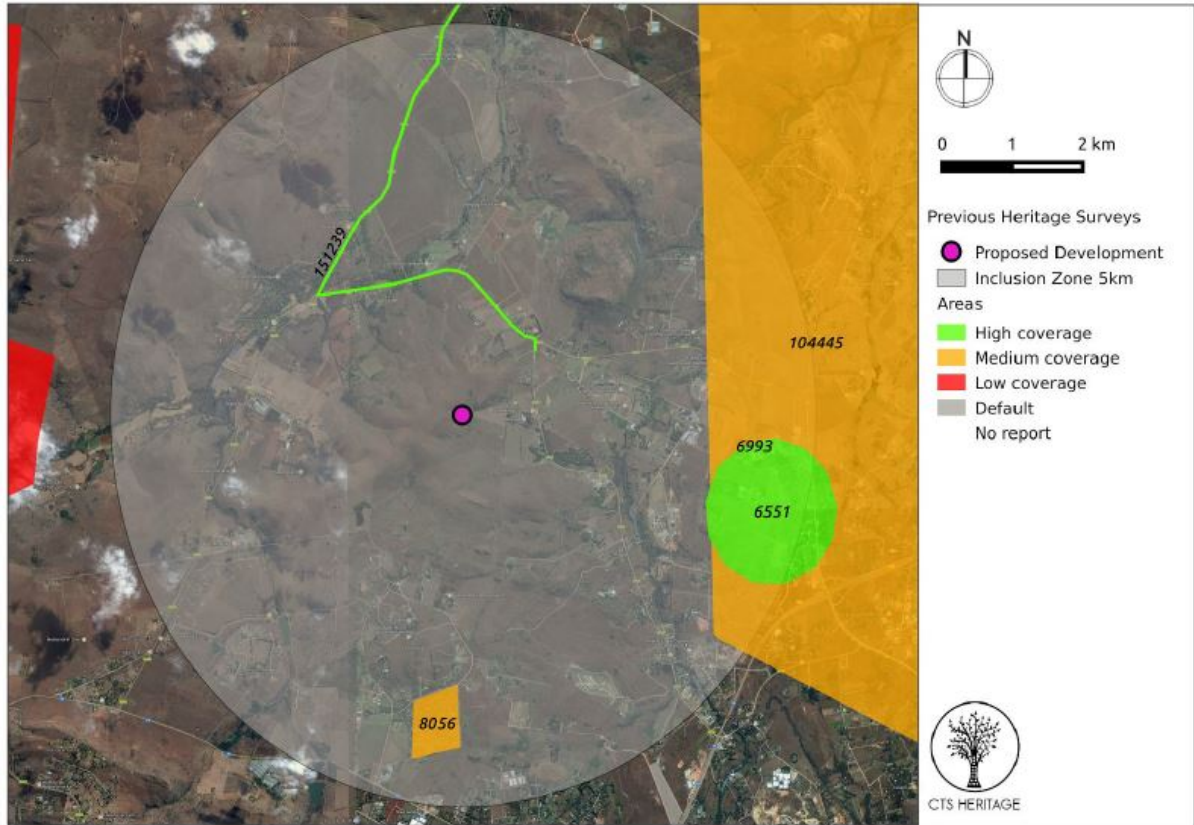 151239
104445
6993
6551
8056
N
0 1 2 km
Previous Heritage Surveys
Proposed Development
Inclusion Zone 5km
Areas
High coverage
Medium coverage
Low coverage
Default
No report
CTS HERITAGE